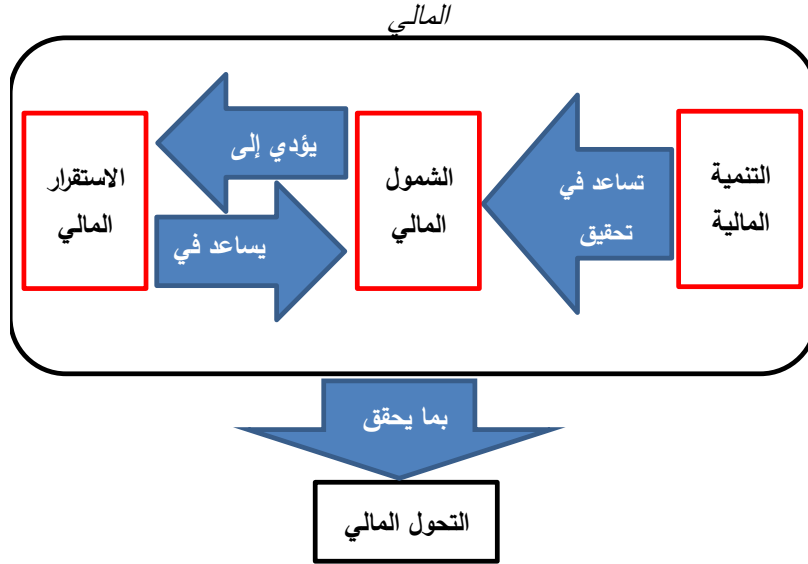 المالي
التنمية
المالية
تساعد في
تحقيق
الشمول
المالي
يؤدي إلى
يساعد في
الاستقرار
المالي
بما يحقق
التحول المالي